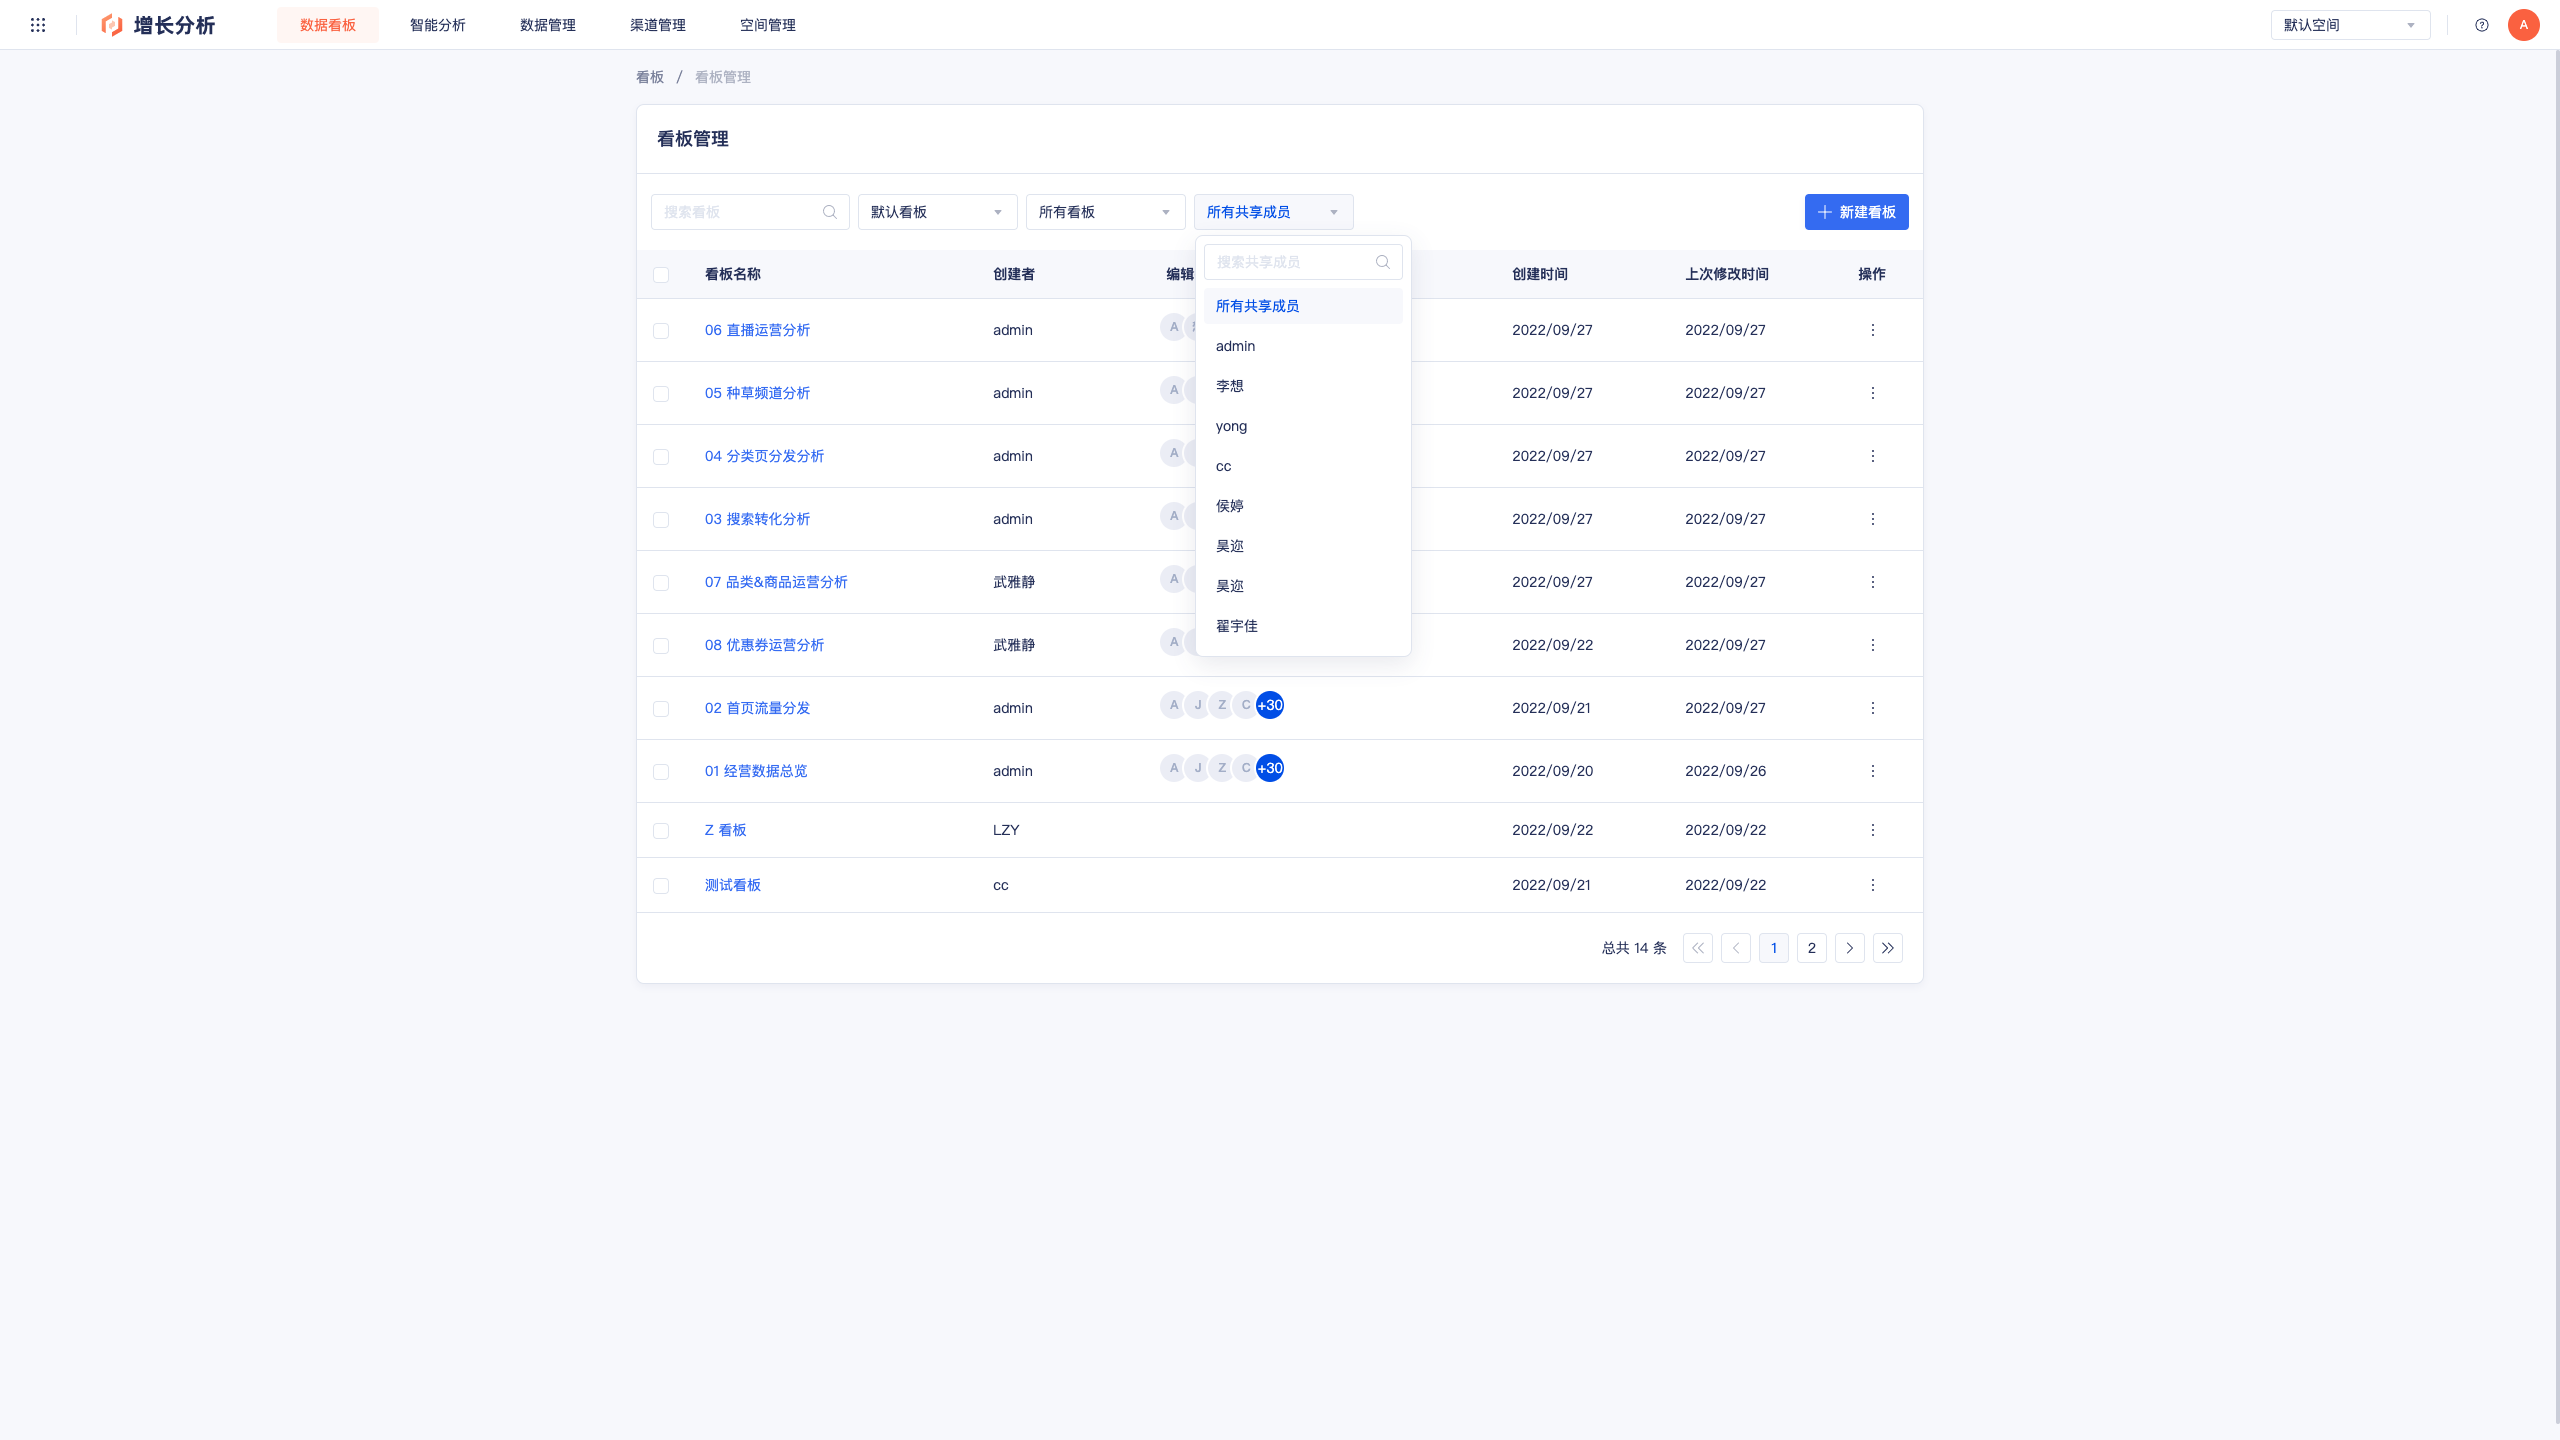 增长分析
数据看板 智能分析 数据管理 渠道管理 空间管理
默认空间
A
看板 / 看板管理
看板管理
搜索看板
默认看板
所有看板
所有共享成员
新建看板
搜索共享成员
所有共享成员
admin
李想
yong
cc
侯婷
吴迩
吴迩
翟宇佳
看板名称 创建者 编辑 创建时间 上次修改时间 操作
06 直播运营分析 admin A 2022/09/27 2022/09/27
05 种草频道分析 admin A 2022/09/27 2022/09/27
04 分类页分发分析 admin A 2022/09/27 2022/09/27
03 搜索转化分析 admin A 2022/09/27 2022/09/27
07 品类&商品运营分析 武雅静 A 2022/09/27 2022/09/27
08 优惠券运营分析 武雅静 A 2022/09/22 2022/09/27
02 首页流量分发 admin A J Z C +30 2022/09/21 2022/09/27
01 经营数据总览 admin A J Z C +30 2022/09/20 2022/09/26
Z 看板 LZY 2022/09/22 2022/09/22
测试看板 cc 2022/09/21 2022/09/22
总共 14 条 1 2